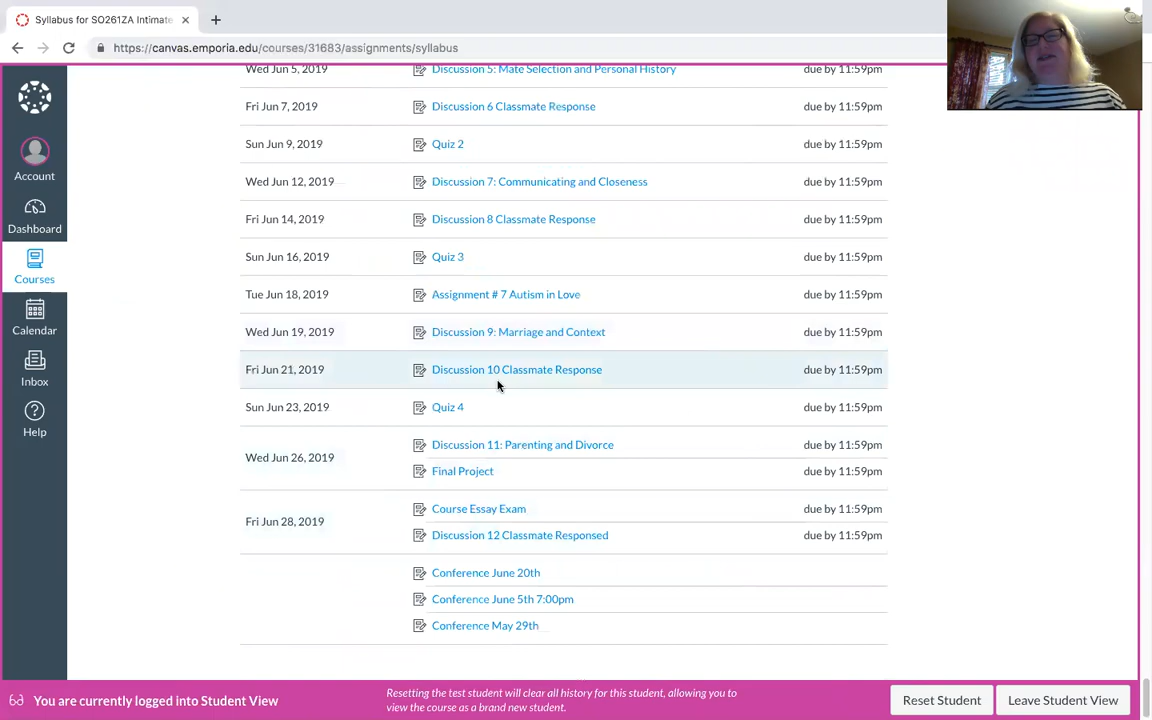 Syllabus for SO261ZA Intimate
https://canvas.emporia.edu/courses/31683/assignments/syllabus
Wed Jun 5, 2019 Discussion 5: Mate Selection and Personal History due by 11:59pm
Fri Jun 7, 2019 Discussion 6 Classmate Response due by 11:59pm
Sun Jun 9, 2019 Quiz 2 due by 11:59pm
Wed Jun 12, 2019 Discussion 7: Communicating and Closeness due by 11:59pm
Fri Jun 14, 2019 Discussion 8 Classmate Response due by 11:59pm
Sun Jun 16, 2019 Quiz 3 due by 11:59pm
Tue Jun 18, 2019 Assignment # 7 Autism in Love due by 11:59pm
Wed Jun 19, 2019 Discussion 9: Marriage and Context due by 11:59pm
Fri Jun 21, 2019 Discussion 10 Classmate Response due by 11:59pm
Sun Jun 23, 2019 Quiz 4 due by 11:59pm
Wed Jun 26, 2019 Discussion 11: Parenting and Divorce due by 11:59pm
Final Project due by 11:59pm
Fri Jun 28, 2019 Course Essay Exam due by 11:59pm
Discussion 12 Classmate Responsed due by 11:59pm
Conference June 20th
Conference June 5th 7:00pm
Conference May 29th
Account
Dashboard
Courses
Calendar
Inbox
Help
You are currently logged into Student View
Resetting the test student will clear all history for this student, allowing you to
view the course as a brand new student.
Reset Student
Leave Student View